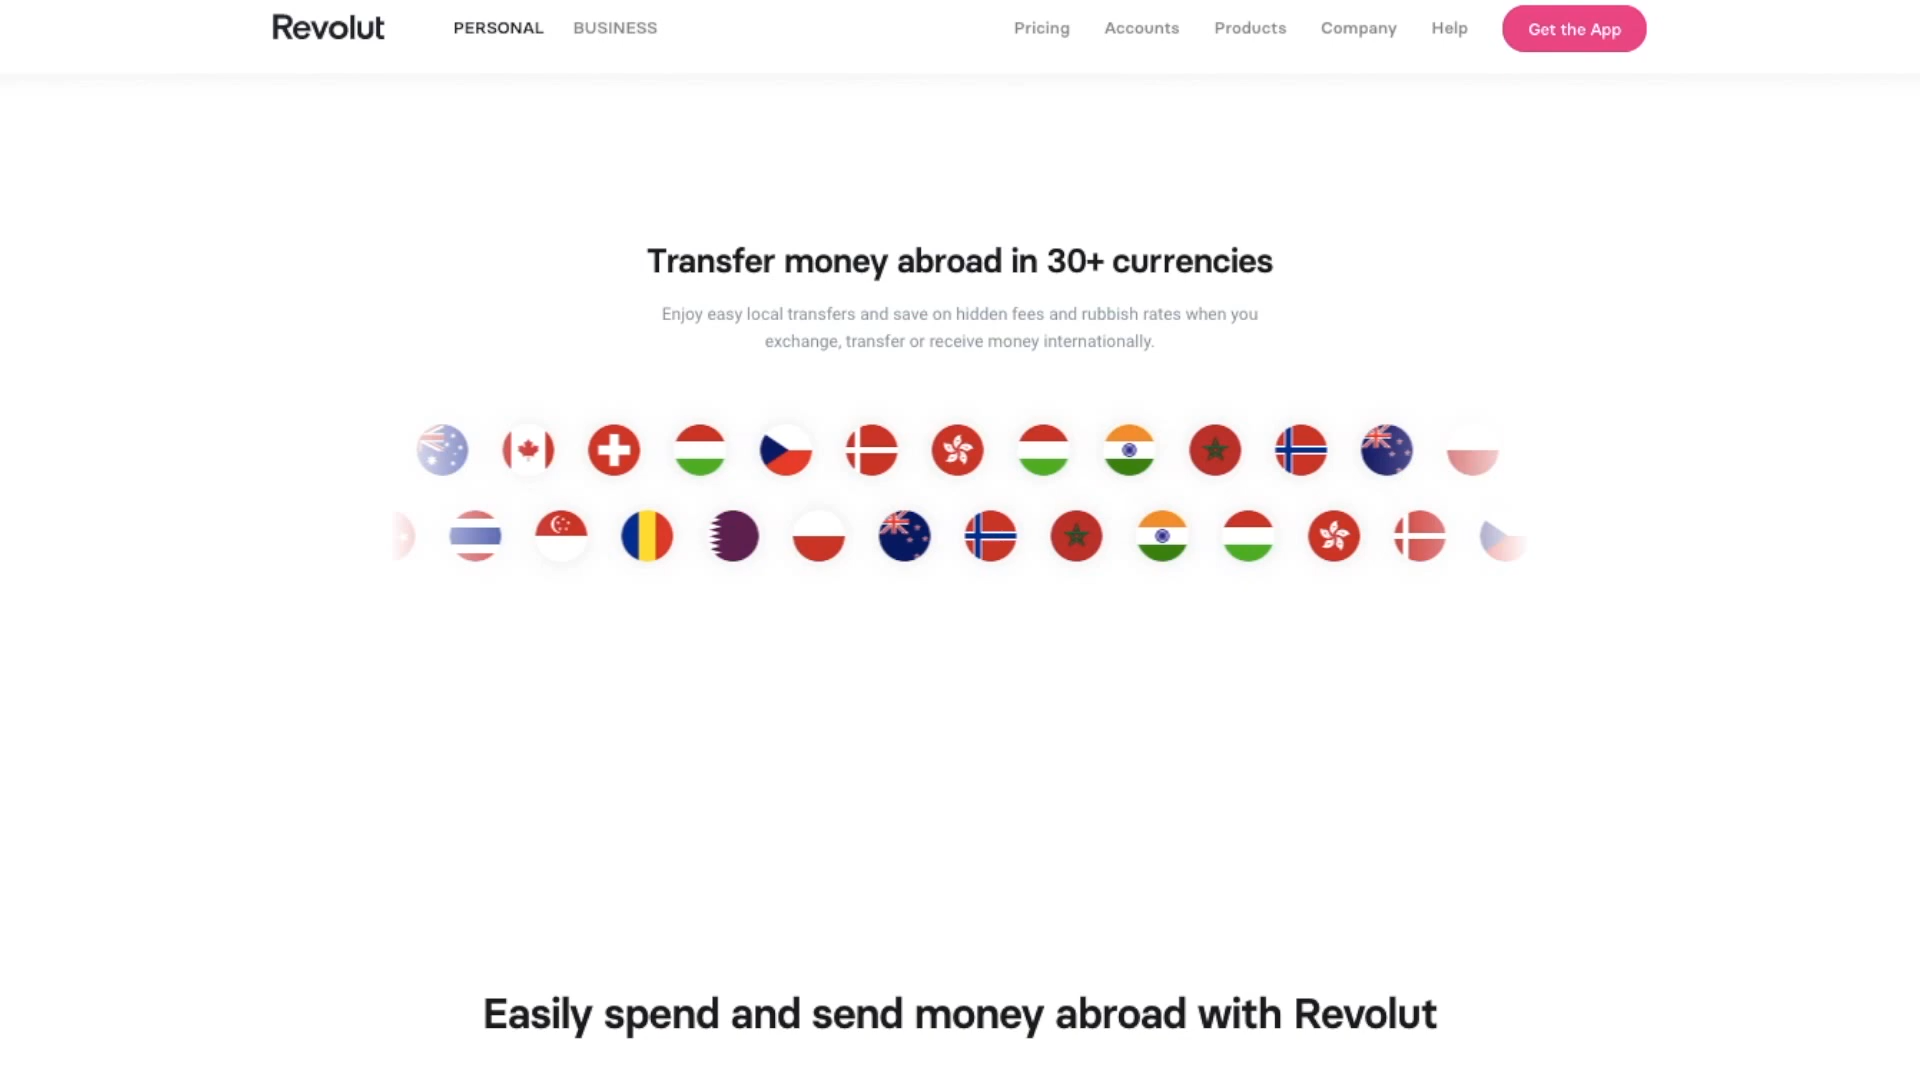 Revolut
PERSONAL
BUSINESS
Pricing
Accounts
Products
Company
Help
Get the App
Transfer money abroad in 30+ currencies
Enjoy easy local transfers and save on hidden fees and rubbish rates when you
exchange, transfer or receive money internationally.
Easily spend and send money abroad with Revolut